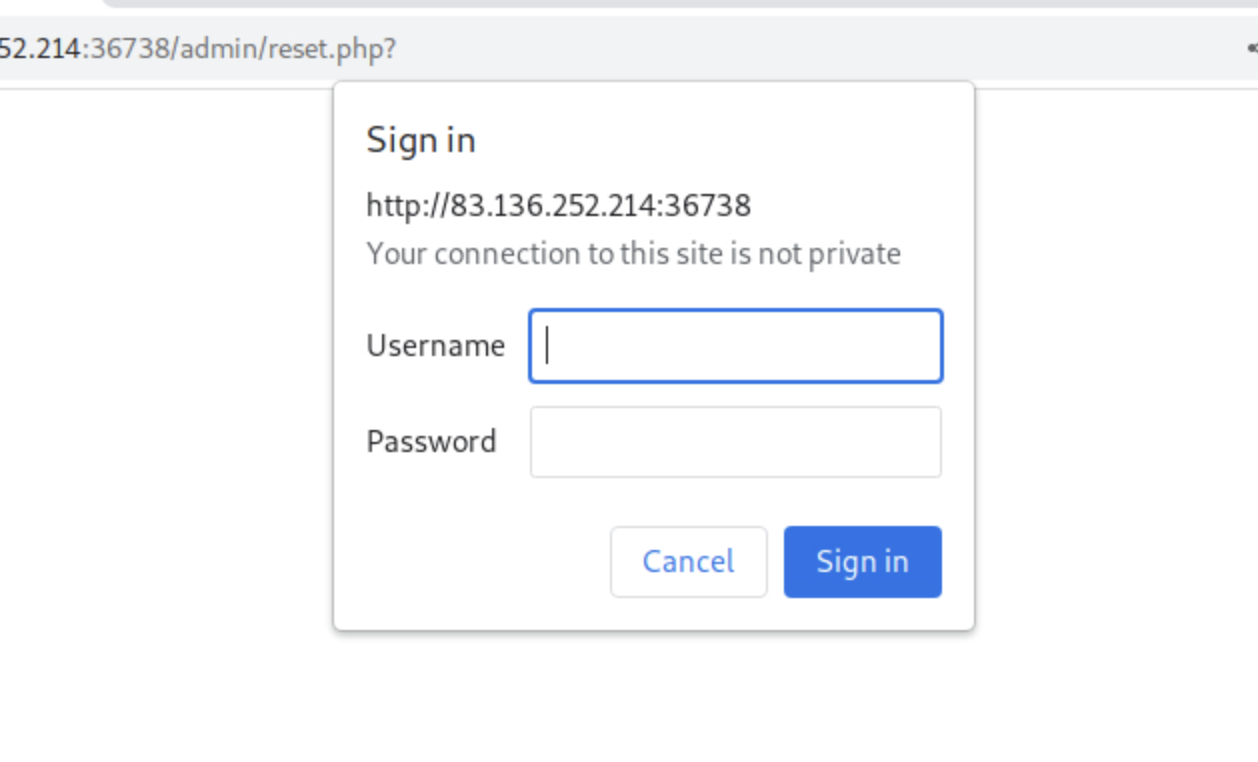 52.214:36738/admin/reset.php?
Sign in
http://83.136.252.214:36738
Your connection to this site is not private
Username
Password
Cancel Sign in